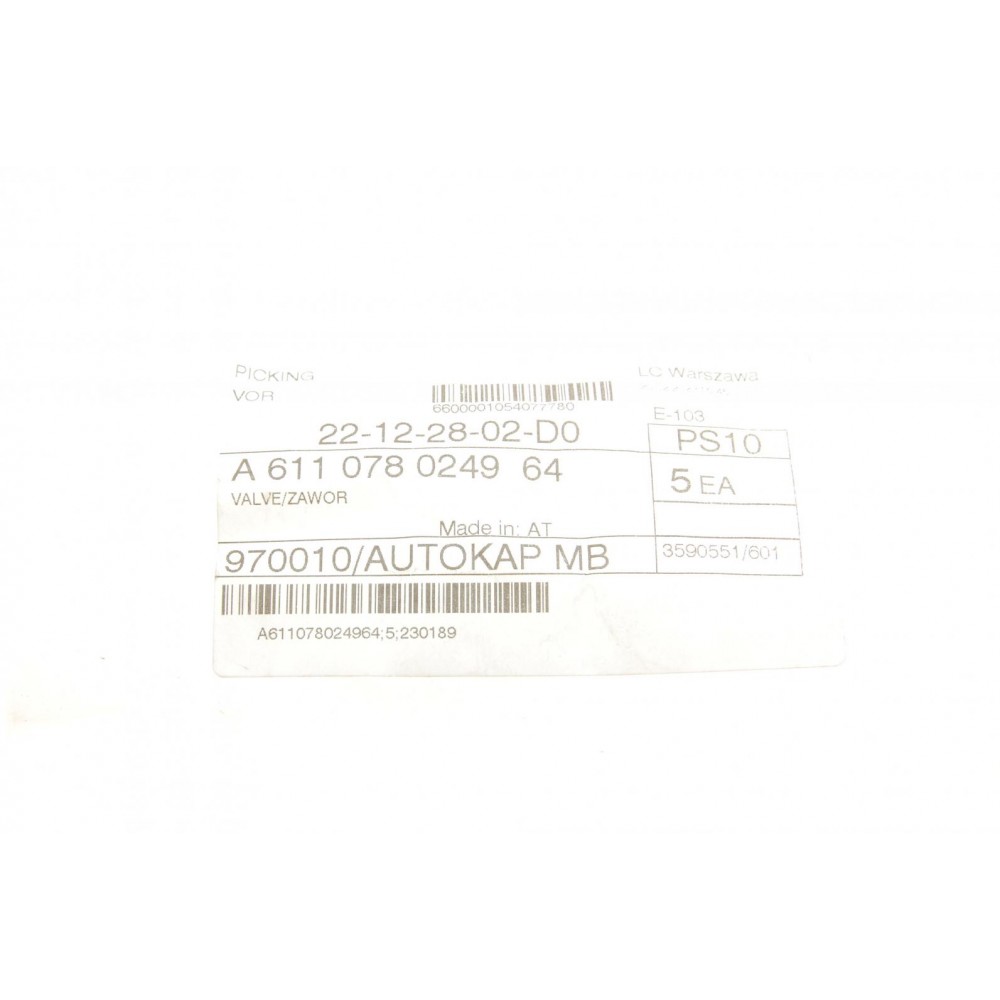 PICKING
LC Warszawa
VOR
6600001054077780
E-103
22-12-28-02-D0
PS10
A 611 078 0249 64
5 EA
VALVE/ZAWOR
Made in: AT
970010/AUTOKAP MB
3590551/601
A611078024964;5;230189